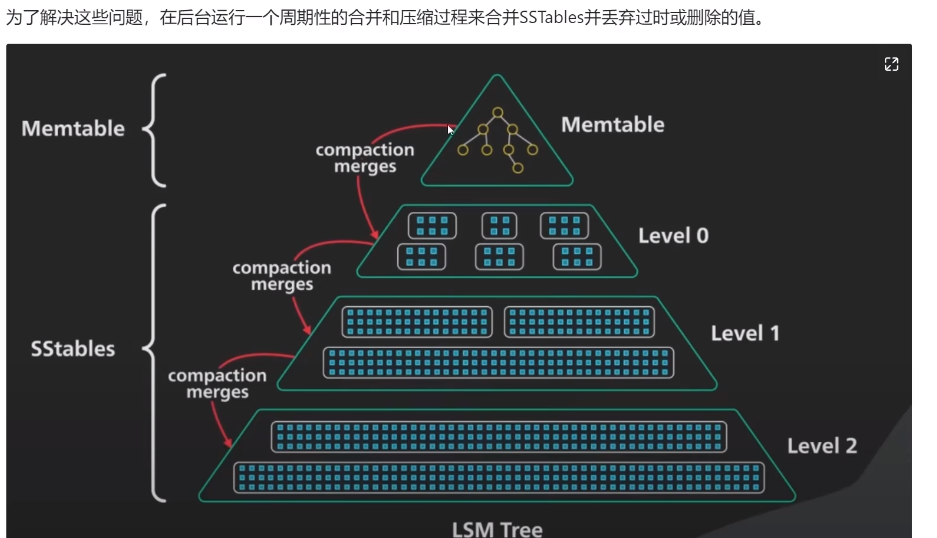 为了解决这些问题，在后台运行一个周期性的合并和压缩过程来合并SSTables并丢弃过时或删除的值。
Memtable
Memtable
compaction
merges
Level 0
compaction
merges
Level 1
SStables
compaction
merges
Level 2
LSM Tree